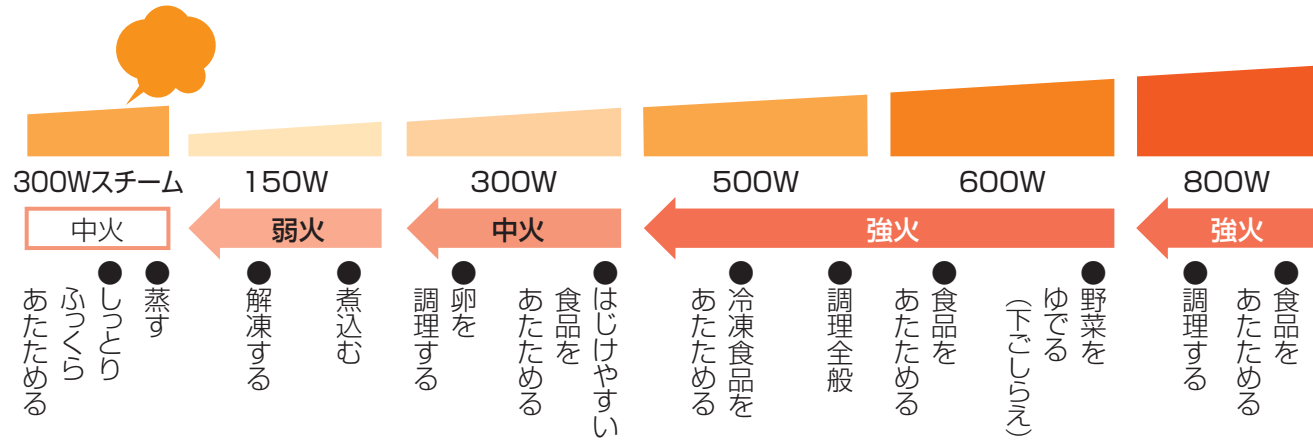 300Wスチーム
150W
300W
500W
600W
800W
中火
弱火
中火
強火
強火
●蒸す
●しっとり
ふっくら
あたためる
●煮込む
●解凍する
●はじけやすい
食品を
あたためる
●卵を
調理する
●調理全般
●冷凍食品を
あたためる
●野菜を
ゆでる
(下ごしらえ)
●食品を
あたためる
●食品を
あたためる
●調理する